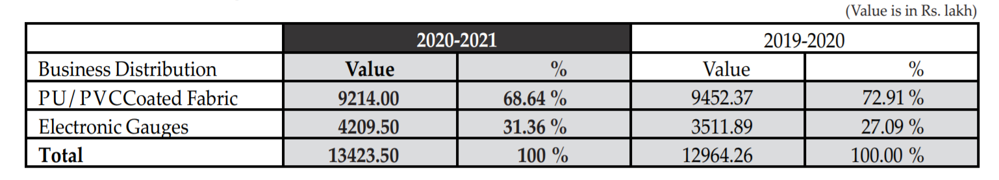 (Value is in Rs. lakh)
2020-2021 2019-2020
Business Distribution Value % Value %
PU/PVCCoated Fabric 9214.00 68.64 % 9452.37 72.91 %
Electronic Gauges 4209.50 31.36 % 3511.89 27.09 %
Total 13423.50 100 % 12964.26 100.00 %